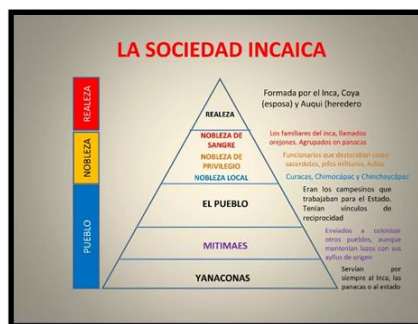 LA SOCIEDAD INCAICA
REALEZA
NOBLEZA
PUEBLO
REALEZA
NOBLEZA DE
SANGRE
NOBLEZA DE
PRIVILEGIO
NOBLEZA LOCAL
EL PUEBLO
MITIMAES
YANACONAS
Formada por el Inca, Coya
(esposa) y Auqui (heredero
Los familiares del inca, llamados
orejones. Agrupados en panacas
Funcionarios que destacaban como
sacerdotes, jefes militares, Aclias.
Curacas, Chimocápac y Chinchaycápac
Eran los campesinos que
trabajaban para el Estado.
Tenían vínculos de
reciprocidad
Enviados a colonizar
otros pueblos, aunque
mantenían lazos con sus
ayllus de origen
Servían por
siempre al Inca, las
panacas o al estado